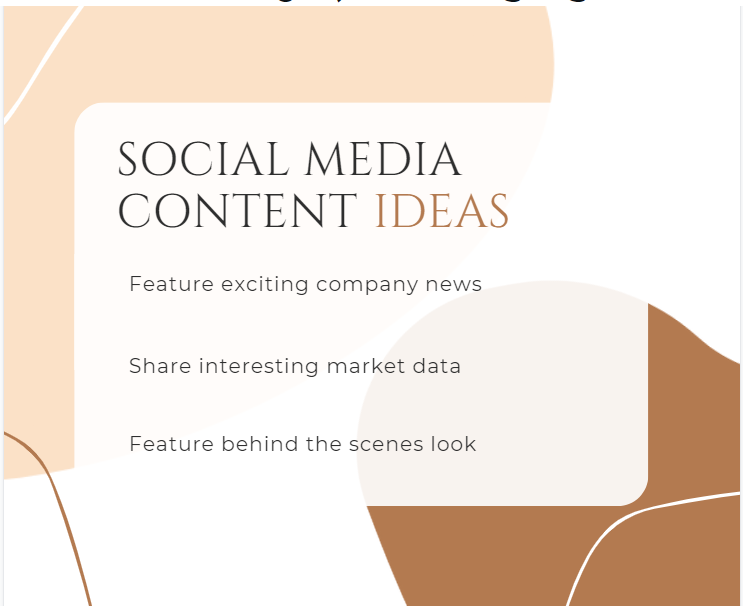 SOCIAL MEDIA
CONTENT IDEAS
Feature exciting company news
Share interesting market data
Feature behind the scenes look